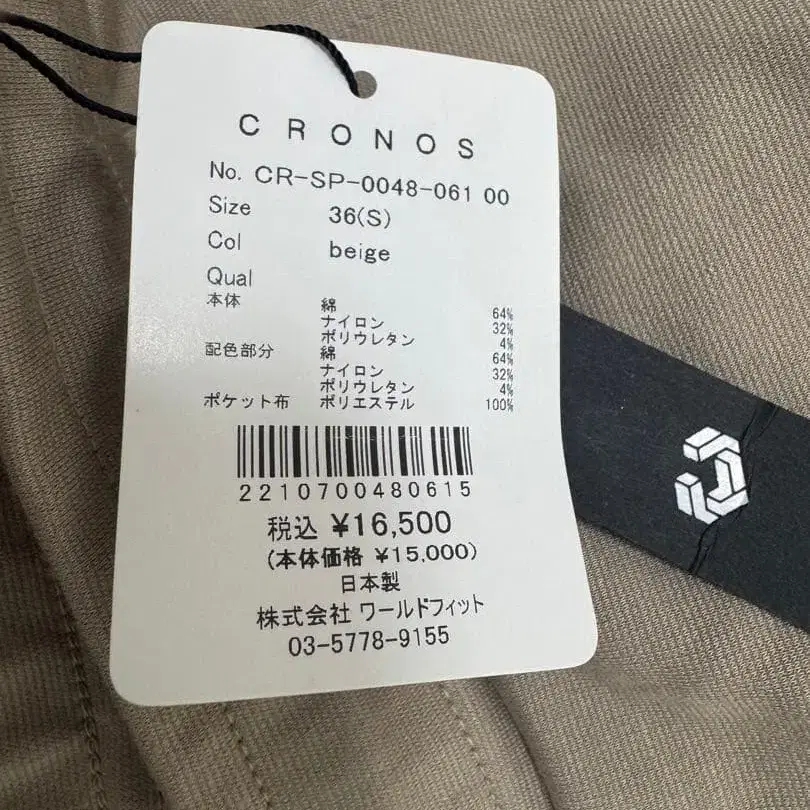 CRONOS
No. CR-SP-0048-061 00
Size 36(S)
Col beige
Qual
本体 綿 64%
ナイロン 32%
ポリウレタン 4%
配色部分 綿 64%
ナイロン 32%
ポリウレタン 4%
ポケット布 ポリエステル 100%
2210700480615
税込 ¥16,500
(本体価格 ¥15,000)
日本製
株式会社 ワールドフィット
03-5778-9155